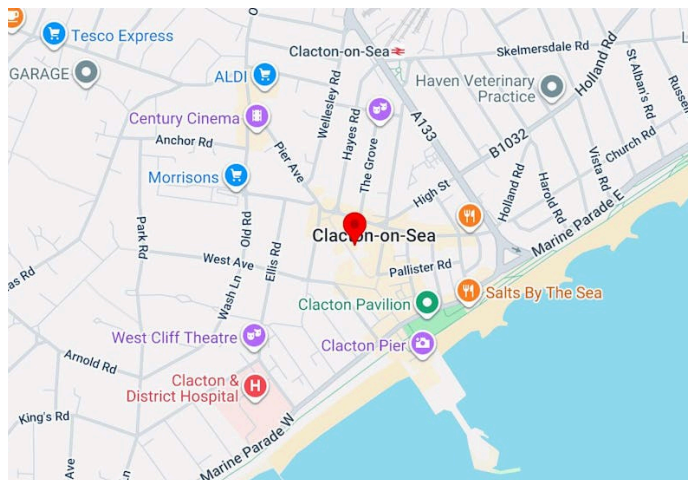 Tesco Express
Clacton-on-Sea
Skelmersdale Rd
GARAGE
ALDI
Haven Veterinary
Practice
Holland Rd
St Alban's Rd
Wellesley Rd
Hayes Rd
A133
Century Cinema
Anchor Rd
Pier Ave
The Grove
B1032
Church Rd
Vista Rd
Morrisons
High St
Holland Rd
Harold Rd
Park Rd
Old Rd
Clacton-on-Sea
Marine Parade E
Ellis Rd
West Ave
Pallister Rd
Wash Ln
Clacton Pavilion
Salts By The Sea
West Cliff Theatre
Clacton Pier
Arnold Rd
Clacton &
District Hospital
H
King's Rd
Marine Parade W
Ave